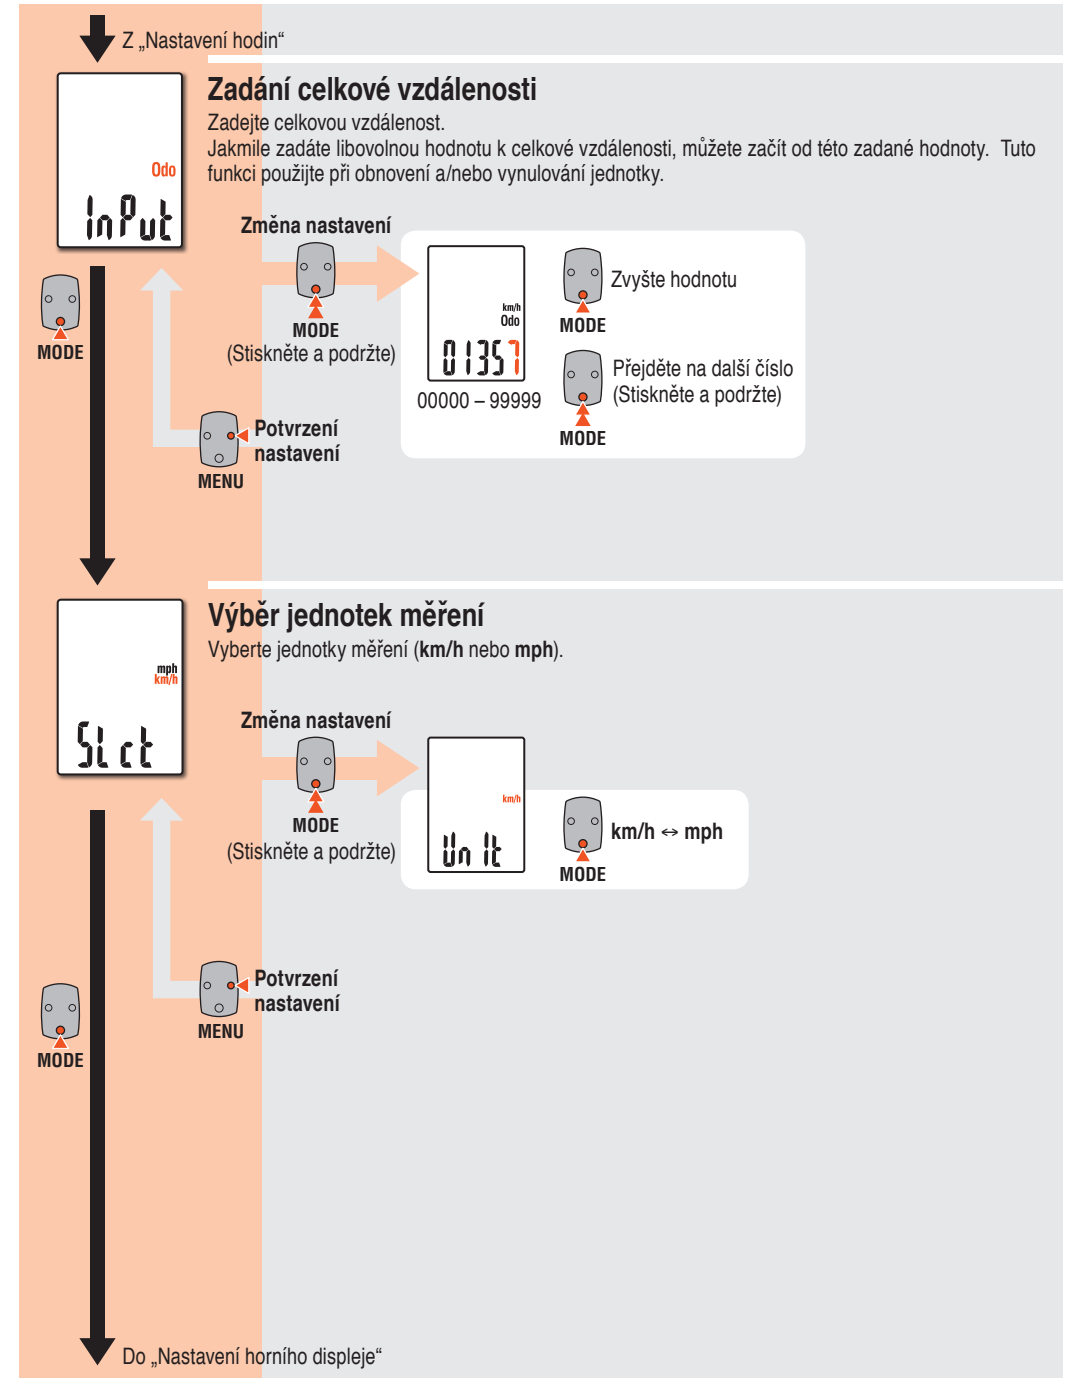 Z „Nastavení hodin“
Zadání celkové vzdálenosti
Zadejte celkovou vzdálenost.
Jakmile zadáte libovolnou hodnotu k celkové vzdálenosti, můžete začít od této zadané hodnoty. Tuto
funkci použijte při obnovení a/nebo vynulování jednotky.
Odo
InPut
MODE
Změna nastavení
MODE
(Stiskněte a podržte)
km/h
Odo
01357
00000 – 99999
Zvyšte hodnotu
MODE
Přejděte na další číslo
(Stiskněte a podržte)
MODE
Potvrzení
nastavení
MENU
Výběr jednotek měření
Vyberte jednotky měření (km/h nebo mph).
mph
km/h
SLct
Změna nastavení
MODE
(Stiskněte a podržte)
km/h
Unit
km/h ⇔ mph
MODE
Potvrzení
nastavení
MENU
MODE
Do „Nastavení horního displeje“